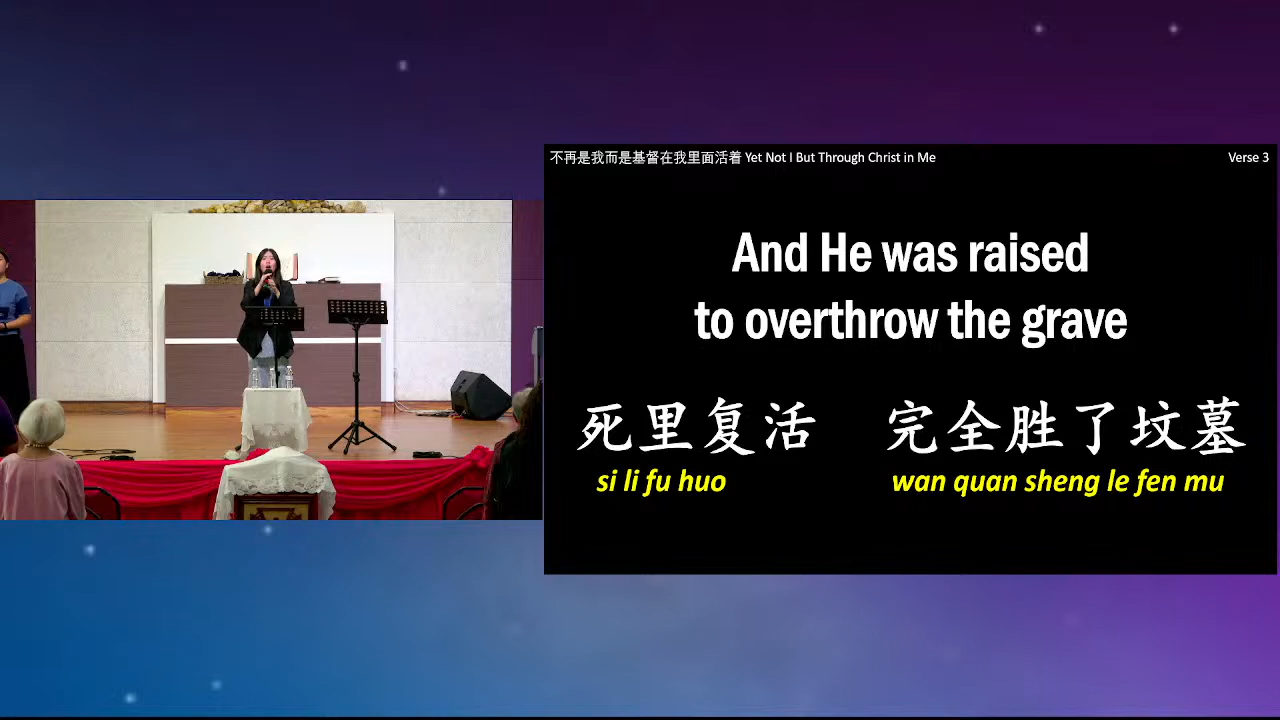 不再是我而是基督在我里面活着 Yet Not I But Through Christ in Me
Verse 3
And He was raised
to overthrow the grave
死里复活 完全胜了坟墓
si li fu huo wan quan sheng le fen mu